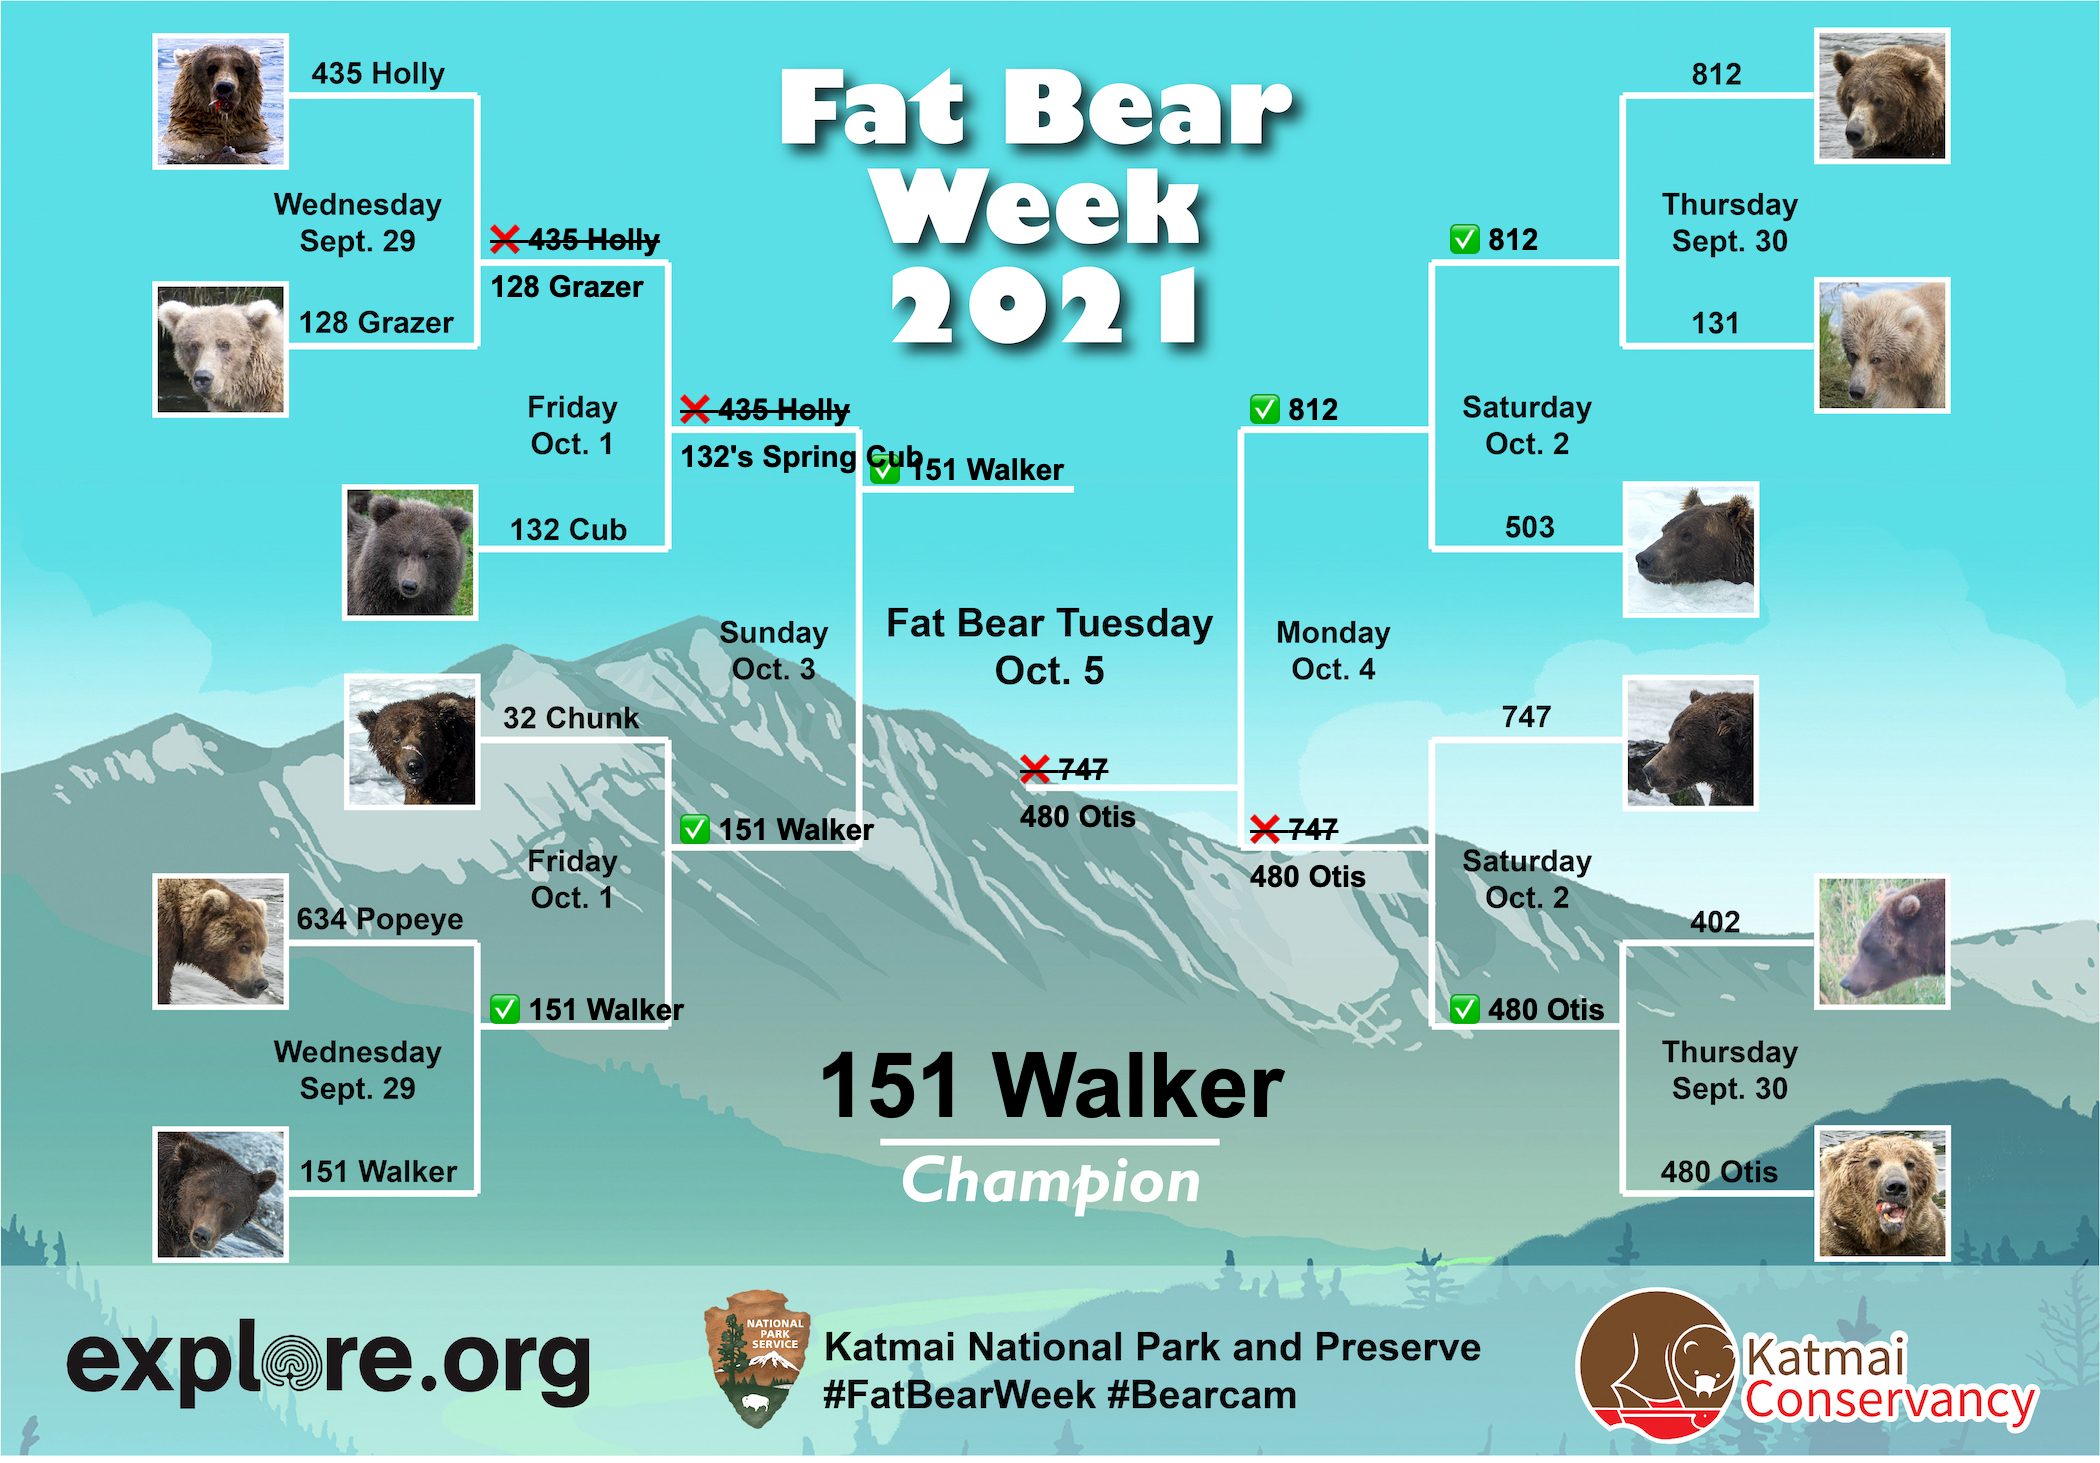 Fat Bear
Week
2021
435 Holly
Wednesday
Sept. 29
128 Grazer
❌ 435 Holly
128 Grazer
Friday
Oct. 1
132 Cub
❌ 435 Holly
132's Spring Cub
✅ 151 Walker
Sunday
Oct. 3
32 Chunk
✅ 151 Walker
Friday
Oct. 1
634 Popeye
✅ 151 Walker
Wednesday
Sept. 29
151 Walker
Fat Bear Tuesday
Oct. 5
❌ 747
480 Otis
812
Thursday
Sept. 30
131
✅ 812
Saturday
Oct. 2
503
✅ 812
Monday
Oct. 4
747
❌ 747
480 Otis
Saturday
Oct. 2
402
✅ 480 Otis
Thursday
Sept. 30
480 Otis
151 Walker
Champion
explore.org
NATIONAL
PARK
SERVICE
Katmai National Park and Preserve
#FatBearWeek #Bearcam
Katmai
Conservancy